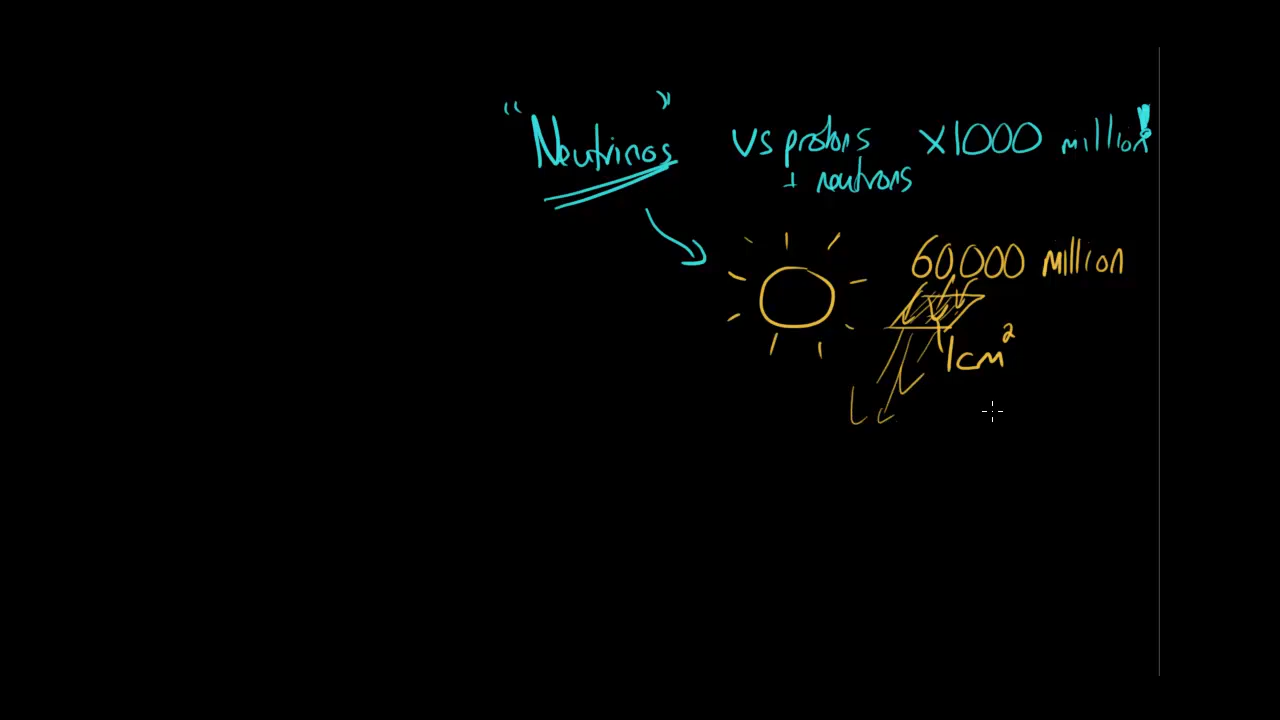 "Neutrinos" vs protons x1000 million!
+ neutrons
60,000 million
1cm²